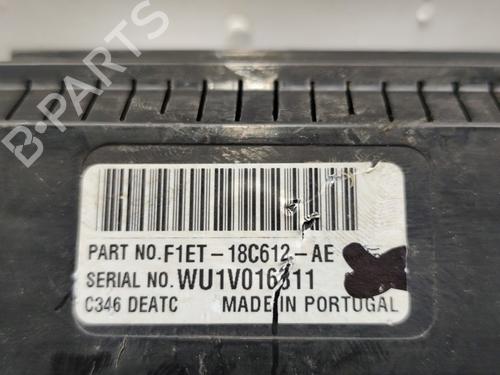 B-PARTS
PART NO. F1ET-18C612-AE
SERIAL NO. WU1V016311
C346 DEATC MADE IN PORTUGAL